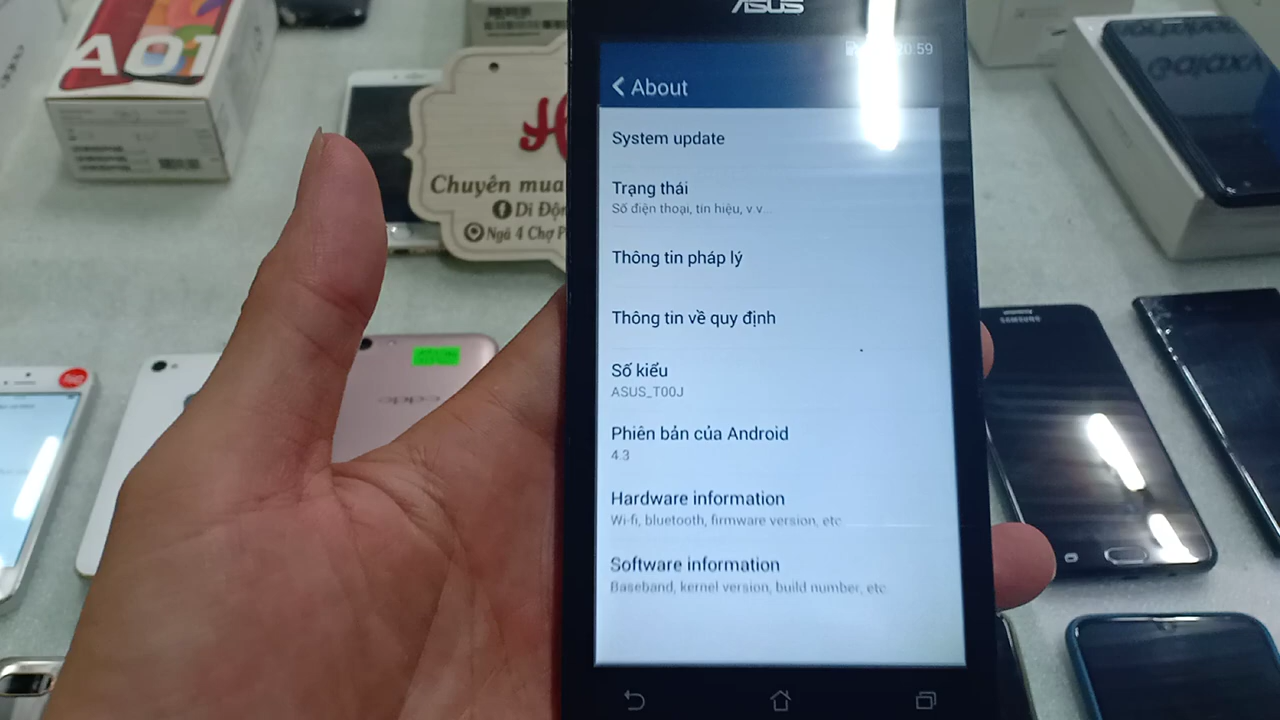 ASUS
20:59
About
System update
Trạng thái
Số điện thoại, tín hiệu, v v...
Thông tin pháp lý
Thông tin về quy định
Số kiểu
ASUS_T00J
Phiên bản của Android
4.3
Hardware information
Wi-fi, bluetooth, firmware version, etc
Software information
Baseband, kernel version, build number, etc
A01
H
Chuyên mua
Di Độn
Ngã 4 Chợ P
oppo
SAMSUNG